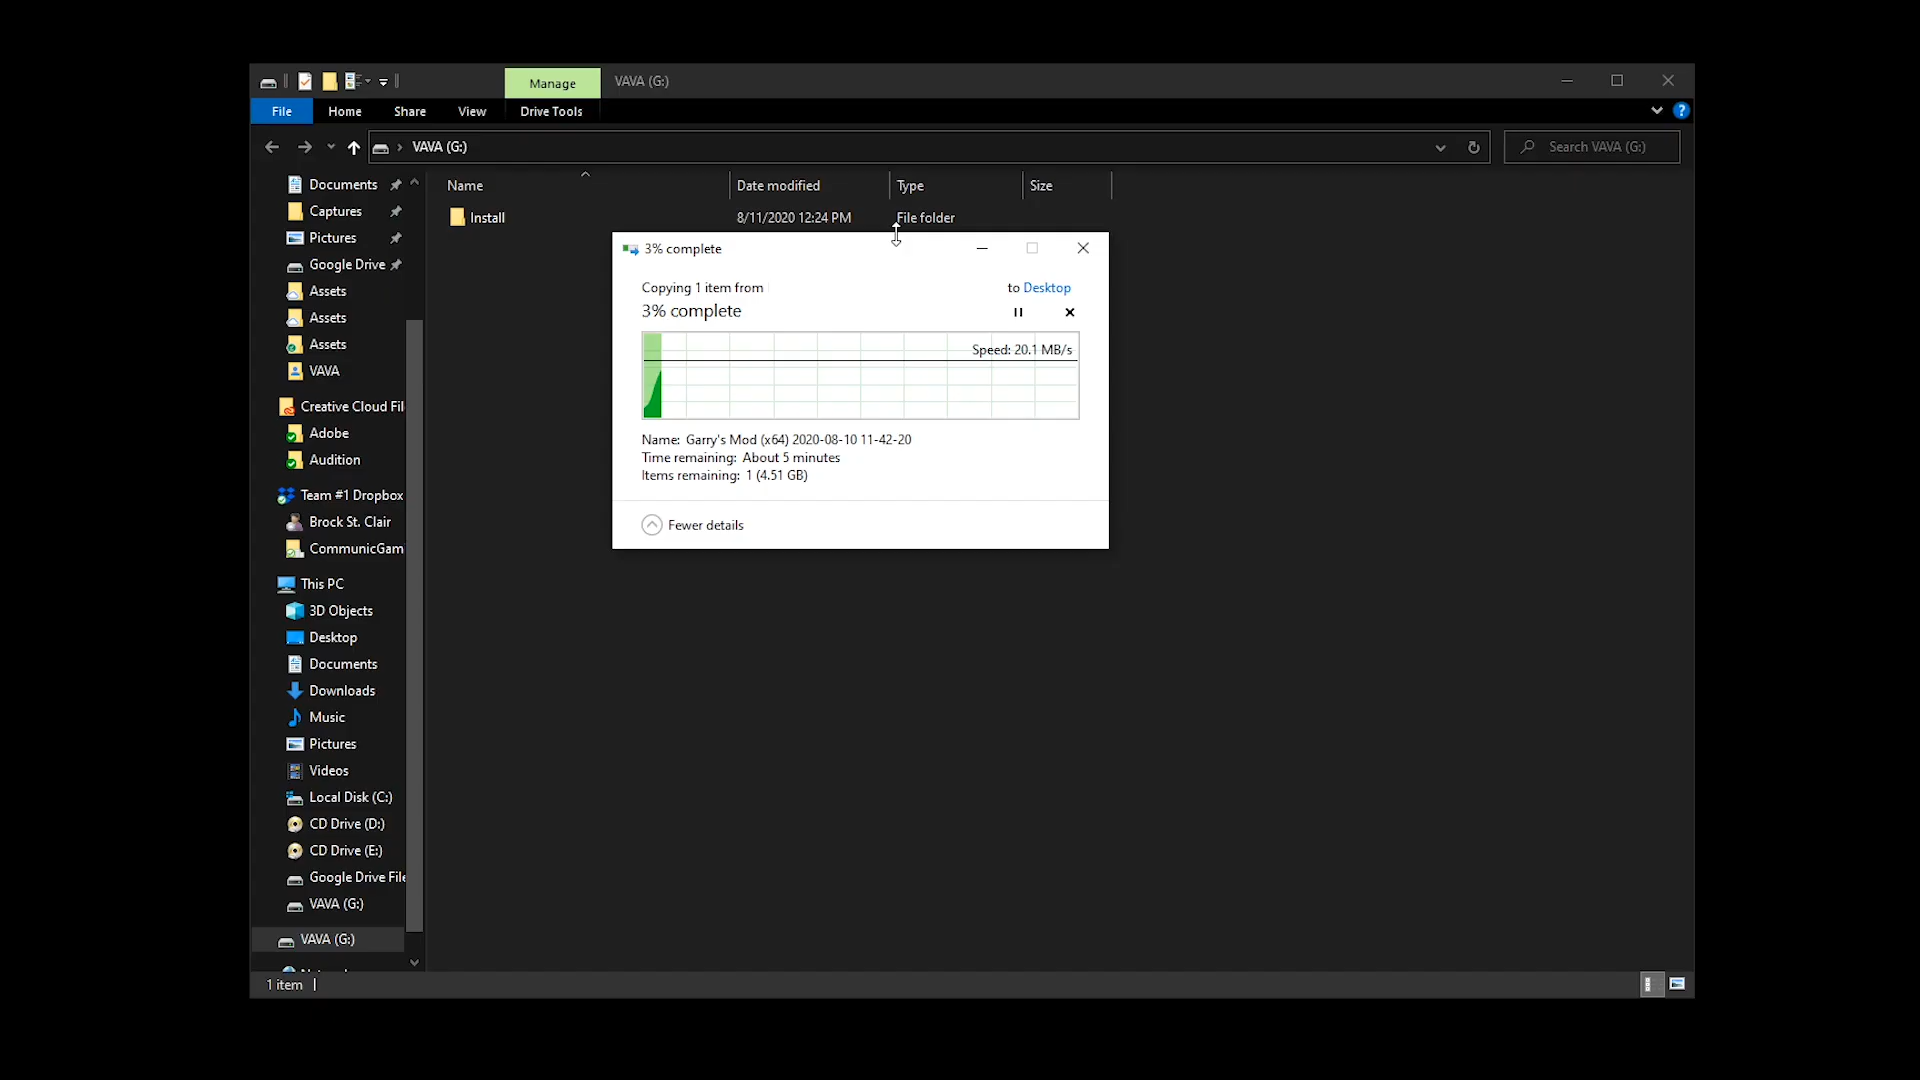 Manage
VAVA (G:)
File
Home
Share
View
Drive Tools
VAVA (G:)
Search VAVA (G:)
Name
Date modified
Type
Size
Install
8/11/2020 12:24 PM
File folder
Documents
Captures
Pictures
Google Drive
Assets
Assets
Assets
VAVA
Creative Cloud Fil
Adobe
Audition
Team #1 Dropbox
Brock St. Clair
CommunicGam
This PC
3D Objects
Desktop
Documents
Downloads
Music
Pictures
Videos
Local Disk (C:)
CD Drive (D:)
CD Drive (E:)
Google Drive File
VAVA (G:)
VAVA (G:)
3% complete
Copying 1 item from
to Desktop
3% complete
Speed: 20.1 MB/s
Name: Garry's Mod (x64) 2020-08-10 11-42-20
Time remaining: About 5 minutes
Items remaining: 1 (4.51 GB)
Fewer details
1 item